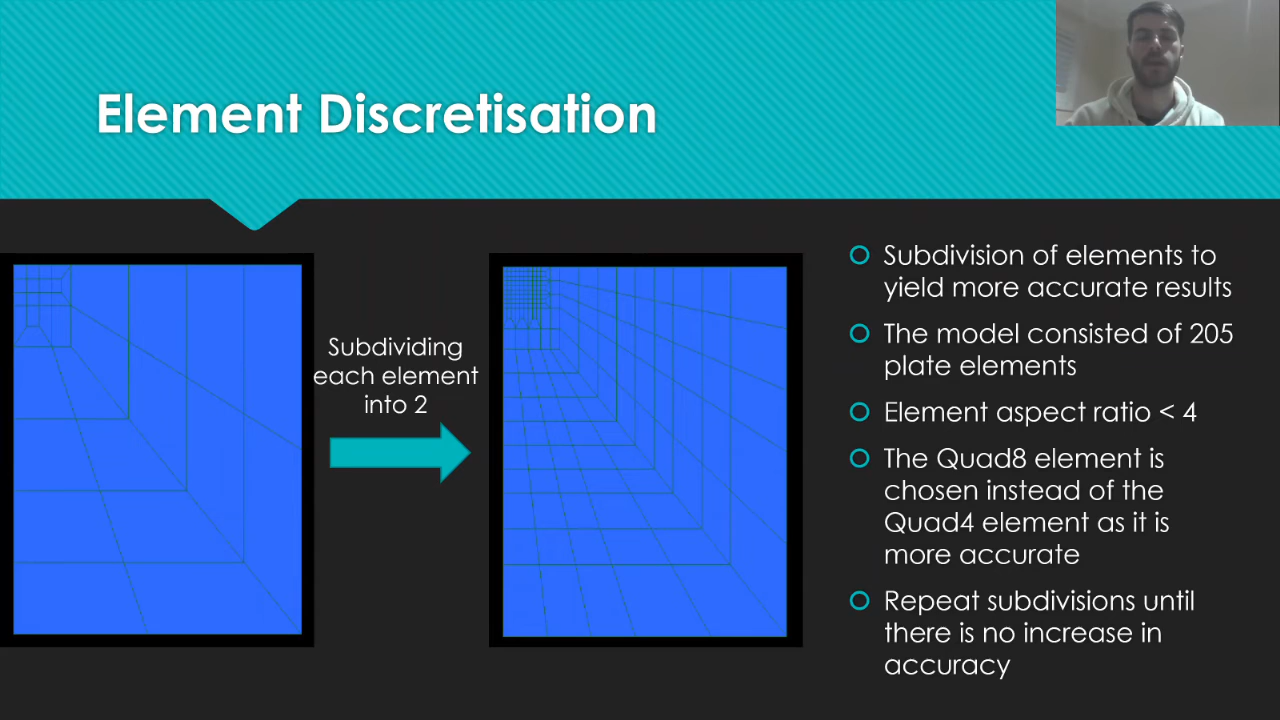 Element Discretisation
Subdividing
each element
into 2
Subdivision of elements to
yield more accurate results
The model consisted of 205
plate elements
Element aspect ratio < 4
The Quad8 element is
chosen instead of the
Quad4 element as it is
more accurate
Repeat subdivisions until
there is no increase in
accuracy